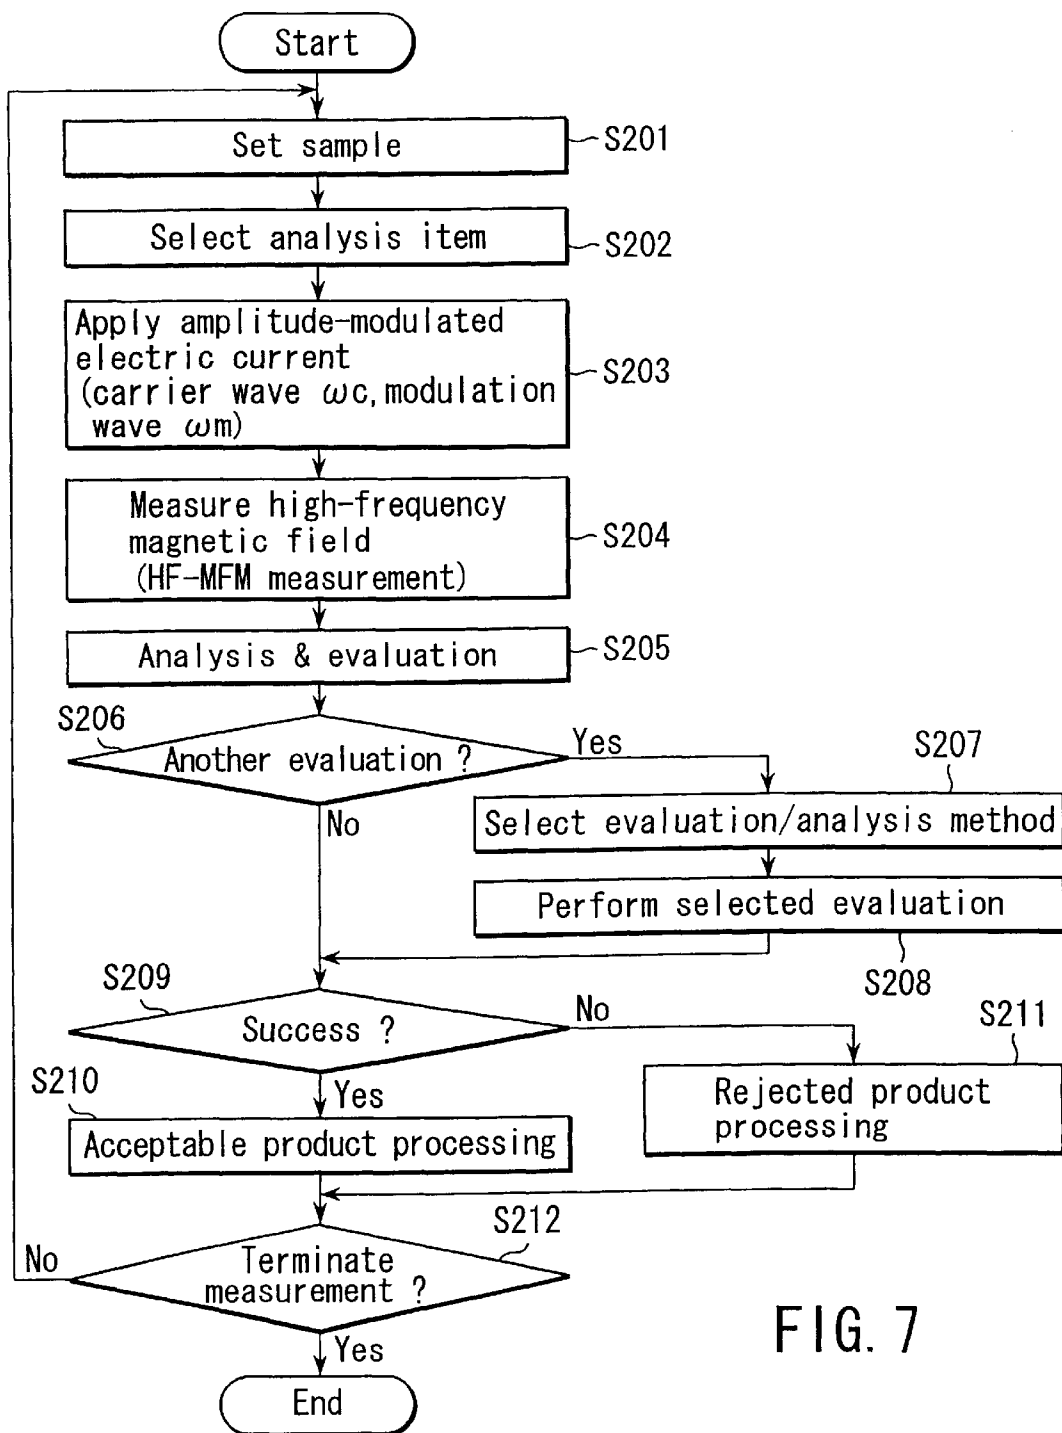 Start
Set sample
S201
Select analysis item
S202
Apply amplitude-modulated
electric current
(carrier wave ωc, modulation
wave ωm)
S203
Measure high-frequency
magnetic field
(HF-MFM measurement)
S204
Analysis & evaluation
S205
S206
Another evaluation ?
Yes
No
S207
Select evaluation/analysis method
Perform selected evaluation
S208
S209
Success ?
No
Yes
S211
Rejected product
processing
S210
Acceptable product processing
S212
Terminate
measurement ?
No
Yes
End
FIG. 7